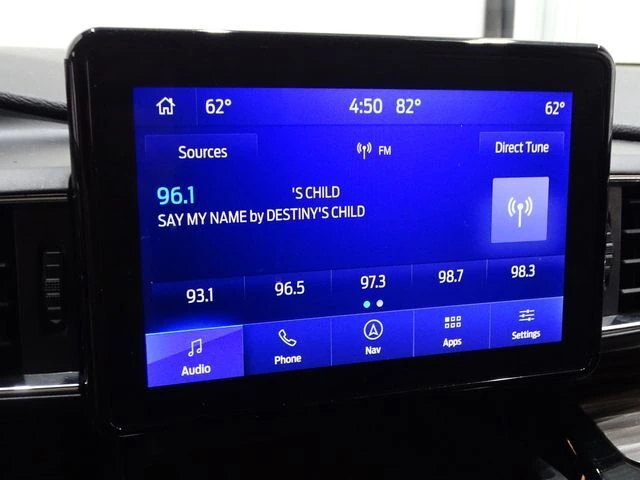 62° 4:50 82° 62°
Sources FM Direct Tune
96.1 'S CHILD
SAY MY NAME by DESTINY'S CHILD
93.1 96.5 97.3 98.7 98.3
Audio Phone Nav Apps Settings